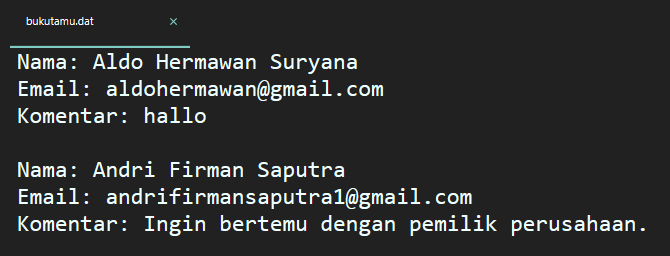 bukutamu.dat
Nama: Aldo Hermawan Suryana
Email: aldohermawan@gmail.com
Komentar: hallo
Nama: Andri Firman Saputra
Email: andrifirmansaputra1@gmail.com
Komentar: Ingin bertemu dengan pemilik perusahaan.